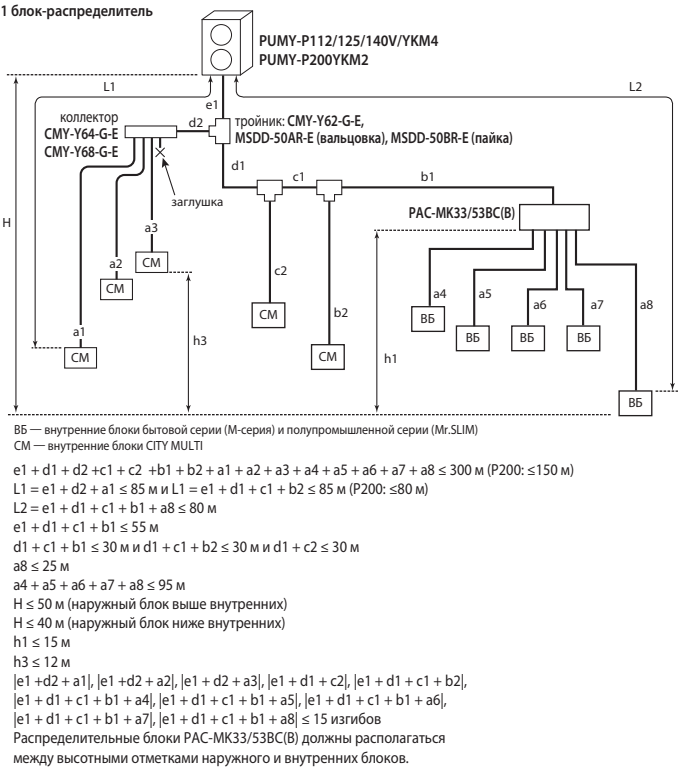 1 блок-распределитель
PUMY-P112/125/140V/YKM4
PUMY-P200YKM2
L1
L2
e1
коллектор
CMY-Y64-G-E
CMY-Y68-G-E
d2
тройник: CMY-Y62-G-E,
MSDD-50AR-E (вальцовка), MSDD-50BR-E (пайка)
d1
c1
b1
заглушка
PAC-MK33/53BC(B)
H
a3
a2
CM
CM
a1
CM
h3
c2
CM
b2
CM
h1
a4
a5
a6
a7
a8
ВБ
ВБ
ВБ
ВБ
ВБ
ВБ — внутренние блоки бытовой серии (М-серия) и полупромышленной серии (Mr.SLIM)
CM — внутренние блоки CITY MULTI
e1 + d1 + d2 +c1 + c2 +b1 + b2 + a1 + a2 + a3 + a4 + a5 + a6 + a7 + a8 ≤ 300 м (P200: ≤150 м)
L1 = e1 + d2 + a1 ≤ 85 м и L1 = e1 + d1 + c1 + b2 ≤ 85 м (P200: ≤80 м)
L2 = e1 + d1 + c1 + b1 + a8 ≤ 80 м
e1 + d1 + c1 + b1 ≤ 55 м
d1 + c1 + b1 ≤ 30 м и d1 + c1 + b2 ≤ 30 м и d1 + c2 ≤ 30 м
a8 ≤ 25 м
a4 + a5 + a6 + a7 + a8 ≤ 95 м
H ≤ 50 м (наружный блок выше внутренних)
H ≤ 40 м (наружный блок ниже внутренних)
h1 ≤ 15 м
h3 ≤ 12 м
|e1 +d2 + a1|, |e1 +d2 + a2|, |e1 + d2 + a3|, |e1 + d1 + c2|, |e1 + d1 + c1 + b2|,
|e1 + d1 + c1 + b1 + a4|, |e1 + d1 + c1 + b1 + a5|, |e1 + d1 + c1 + b1 + a6|,
|e1 + d1 + c1 + b1 + a7|, |e1 + d1 + c1 + b1 + a8| ≤ 15 изгибов
Распределительные блоки PAC-MK33/53BC(B) должны располагаться
между высотными отметками наружного и внутренних блоков.